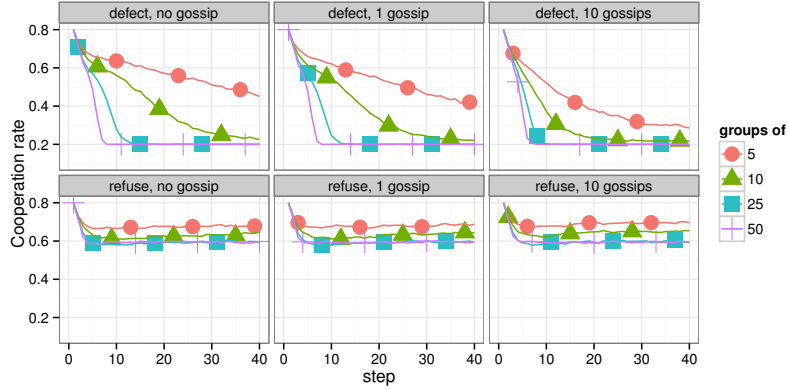 defect, no gossip
defect, 1 gossip
defect, 10 gossips
0.8
0.6
0.4
0.2
refuse, no gossip
refuse, 1 gossip
refuse, 10 gossips
0.8
0.6
0.4
0.2
Cooperation rate
0 10 20 30 40 0 10 20 30 40 0 10 20 30 40
step
groups of
5
10
25
50